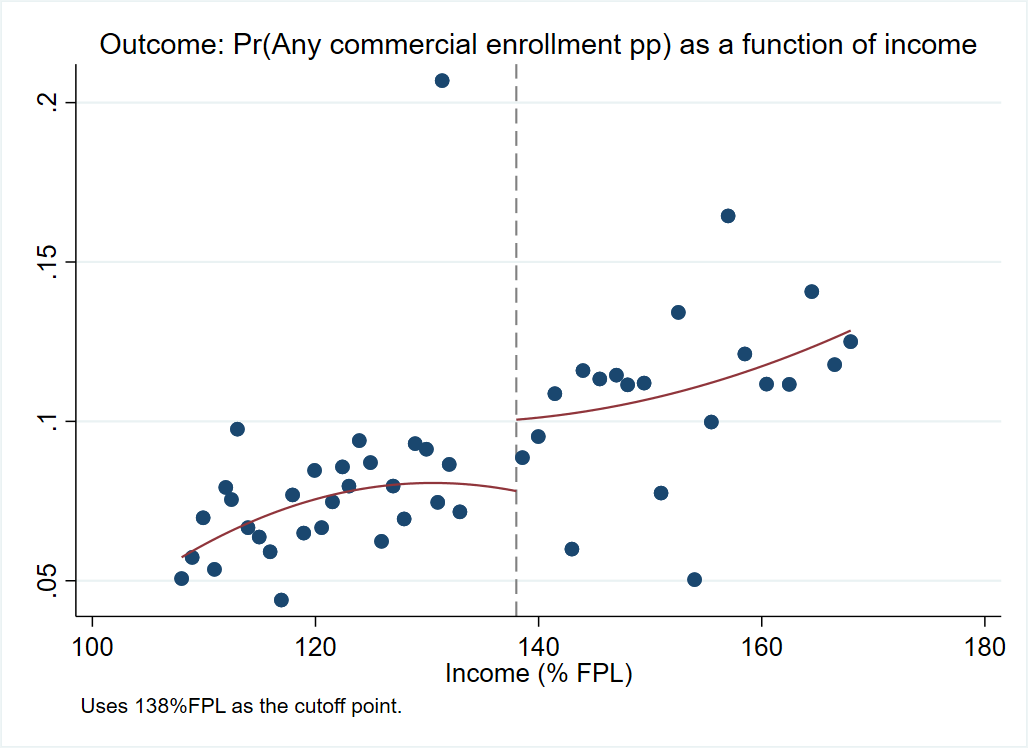 Outcome: Pr(Any commercial enrollment pp) as a function of income
.2
.15
.1
.05
100 120 140 160 180
Income (% FPL)
Uses 138%FPL as the cutoff point.